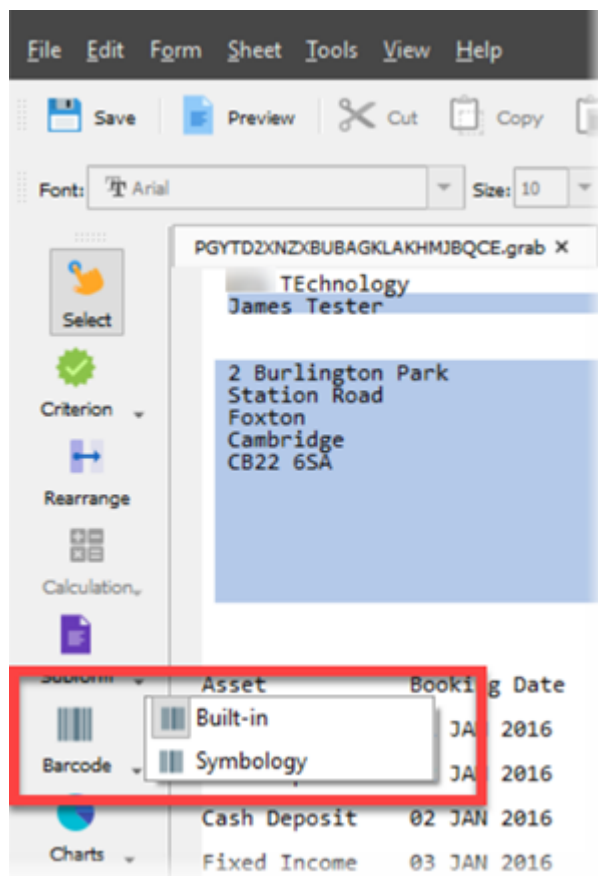 File Edit Form Sheet Tools View Help
Save Preview Cut Copy
Font: Arial Size: 10
PGYTD2XNZXBUBAGKLAKHMJBQCE.grab ×
Select
TEchnology
James Tester
Criterion
2 Burlington Park
Station Road
Foxton
Cambridge
CB22 6SA
Rearrange
Calculation
Subform
Asset Booking Date
Built-in
JAN 2016
Barcode
Symbology
JAN 2016
Cash Deposit 02 JAN 2016
Charts
Fixed Income 03 JAN 2016